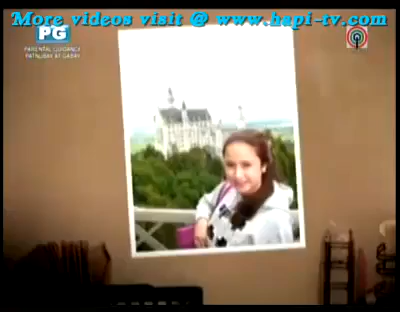 More videos visit @ www.hapi-tv.com
PG
PARENTAL GUIDANCE
PATNUBAY AT GABAY